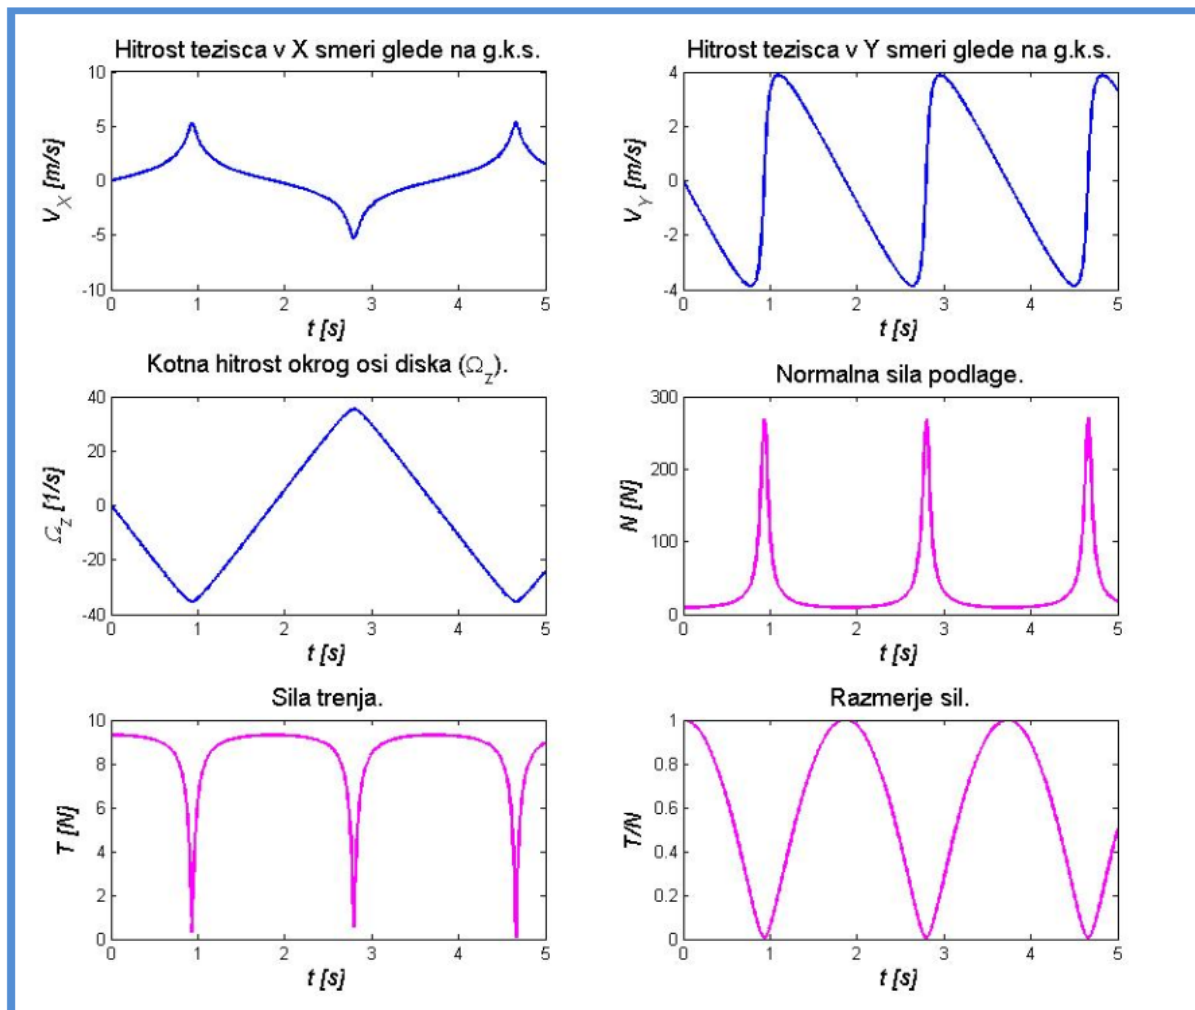 Hitrost tezisca v X smeri glede na g.k.s.
10
5
0
-5
-10
V_X [m/s]
0 1 2 3 4 5
t [s]
Hitrost tezisca v Y smeri glede na g.k.s.
4
2
0
-2
-4
V_Y [m/s]
0 1 2 3 4 5
t [s]
Kotna hitrost okrog osi diska (Ω_z).
40
20
0
-20
-40
Ω_z [1/s]
0 1 2 3 4 5
t [s]
Normalna sila podlage.
300
200
100
0
N [N]
0 1 2 3 4 5
t [s]
Sila trenja.
10
8
6
4
2
0
T [N]
0 1 2 3 4 5
t [s]
Razmerje sil.
1
0.8
0.6
0.4
0.2
0
T/N
0 1 2 3 4 5
t [s]